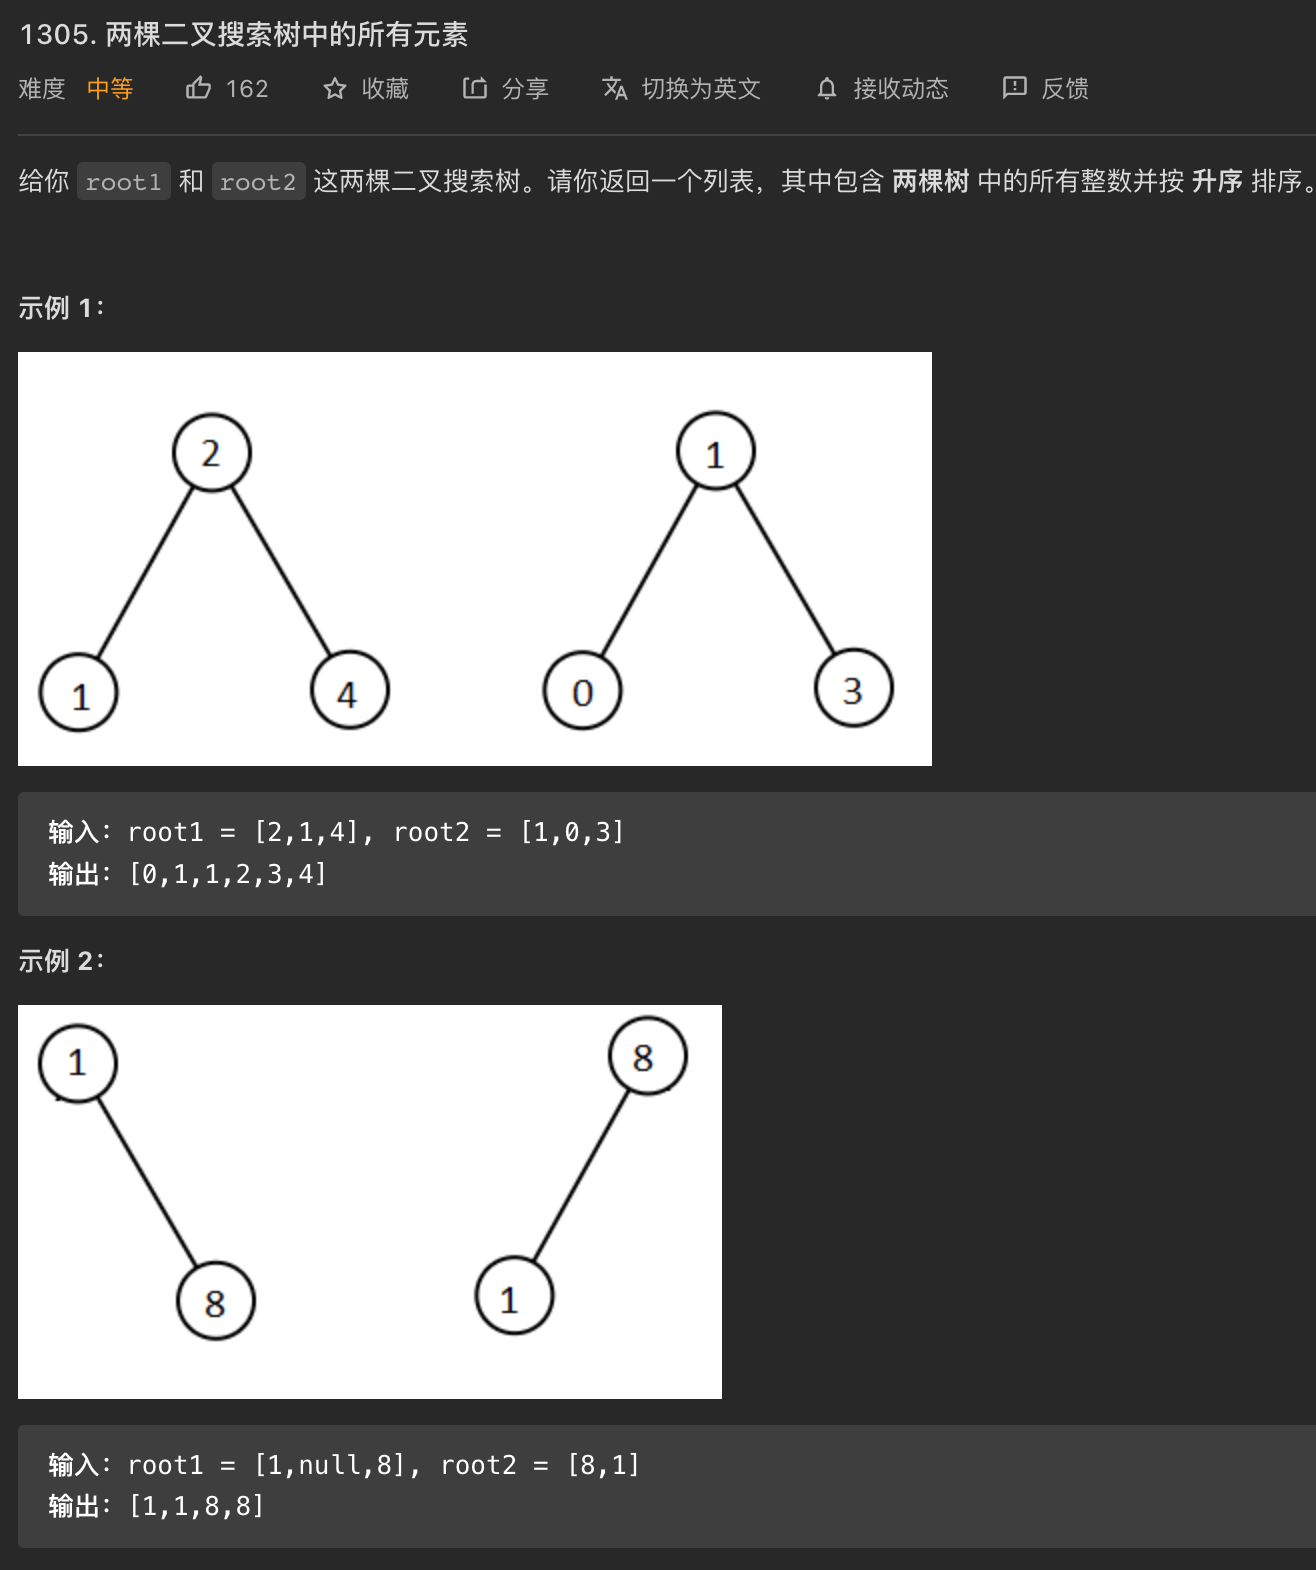 1305. 两棵二叉搜索树中的所有元素
难度 中等 162 收藏 分享 切换为英文 接收动态 反馈
给你 root1 和 root2 这两棵二叉搜索树。请你返回一个列表，其中包含 两棵树 中的所有整数并按 升序 排序。
示例 1：
2 1
1 4 0 3
输入：root1 = [2,1,4], root2 = [1,0,3]
输出：[0,1,1,2,3,4]
示例 2：
1 8
8 1
输入：root1 = [1,null,8], root2 = [8,1]
输出：[1,1,8,8]